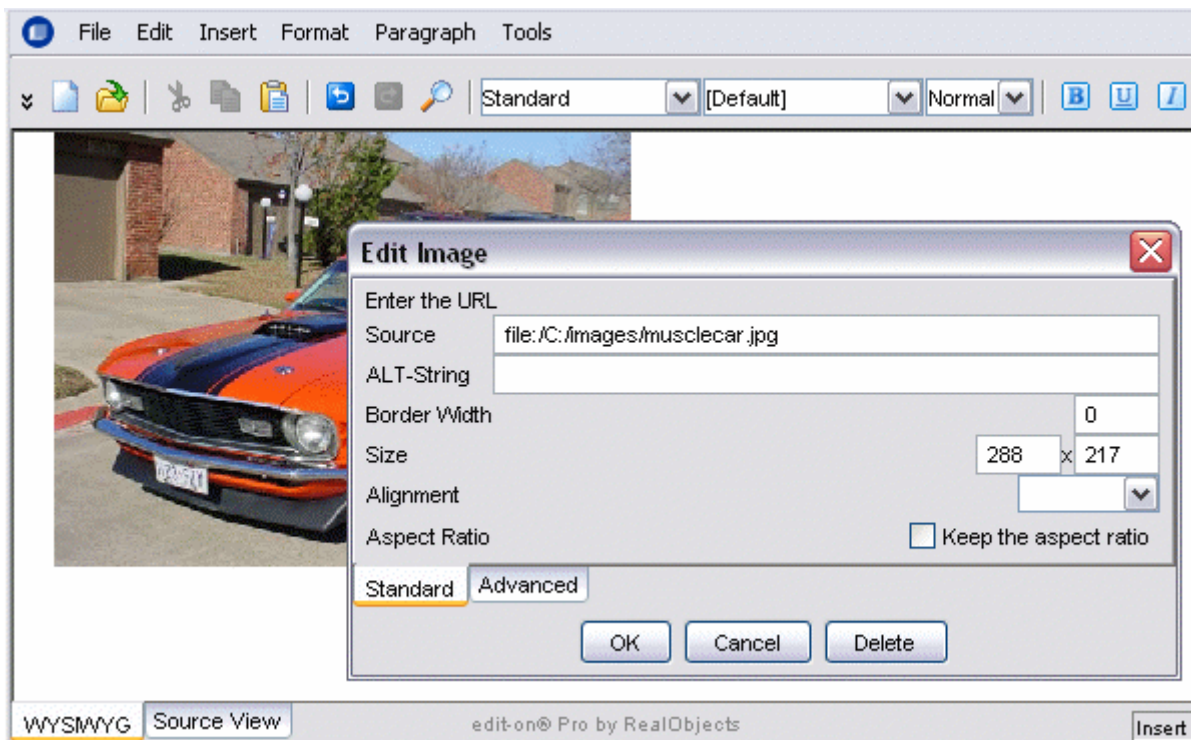 File Edit Insert Format Paragraph Tools
Standard [Default] Normal B U I
Edit Image
Enter the URL
Source file:/C:/images/musclecar.jpg
ALT-String
Border Width 0
Size 288 x 217
Alignment
Aspect Ratio Keep the aspect ratio
Standard Advanced
OK Cancel Delete
WYSIWYG Source View edit-on® Pro by RealObjects Insert